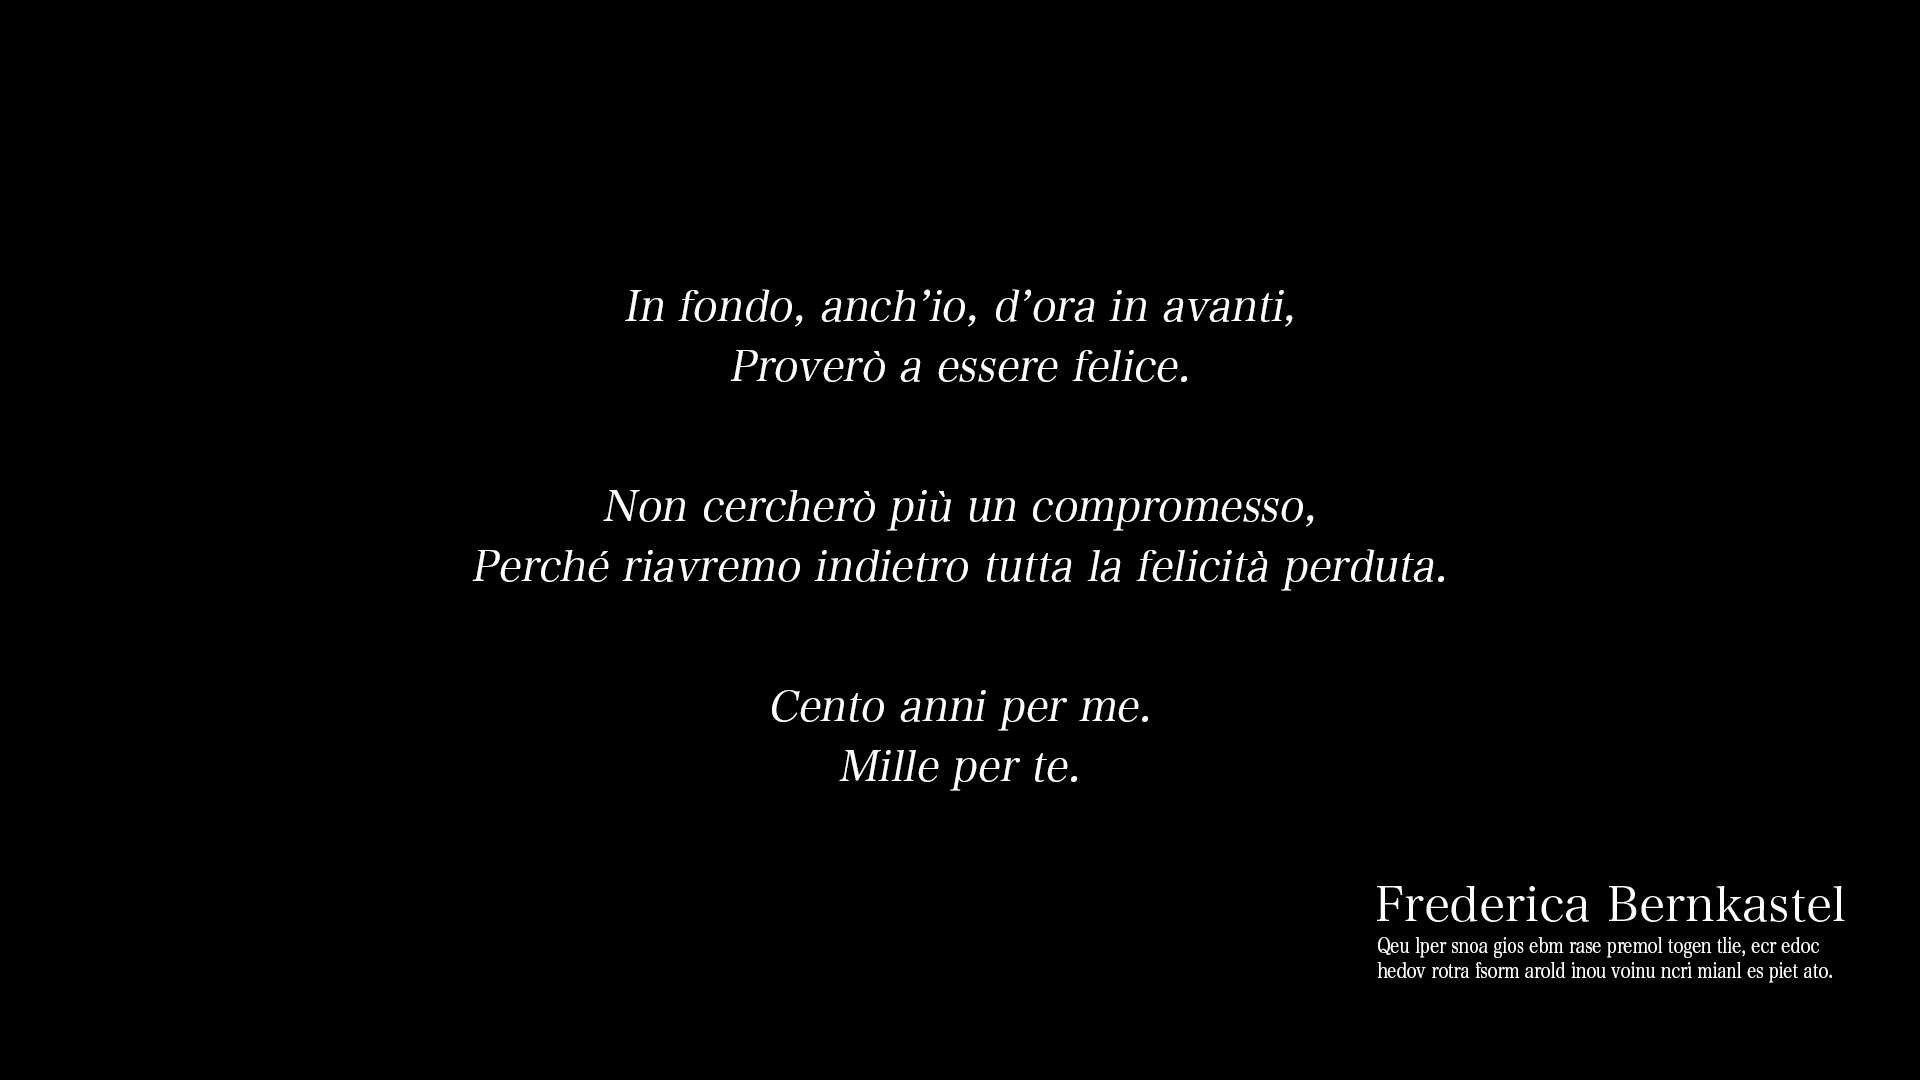 In fondo, anch’io, d’ora in avanti,
Proverò a essere felice.
Non cercherò più un compromesso,
Perché riavremo indietro tutta la felicità perduta.
Cento anni per me.
Mille per te.
Frederica Bernkastel
Qeu lper snoa gios ebm rase premol togen tlie, ecr edoc
hedov rotra fsorm arold inou voinu ncri mianl es piet ato.